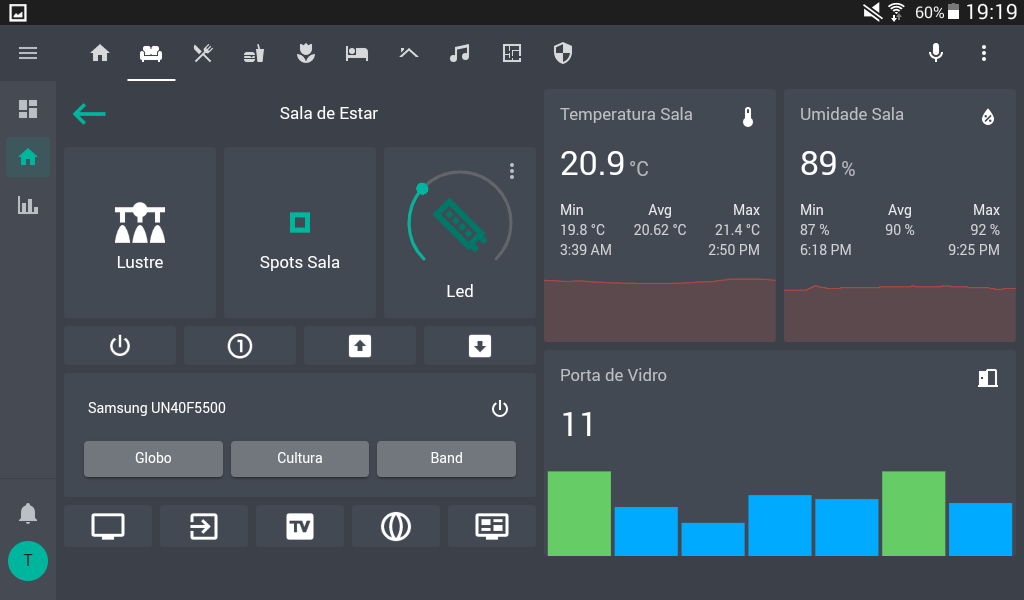 60% 19:19
Sala de Estar
Lustre
Spots Sala
Led
1
Samsung UN40F5500
Globo Cultura Band
TV
T
Temperatura Sala
20.9 °C
Min Avg Max
19.8 °C 20.62 °C 21.4 °C
3:39 AM 2:50 PM
Umidade Sala
89 %
Min Avg Max
87 % 90 % 92 %
6:18 PM 9:25 PM
Porta de Vidro
11